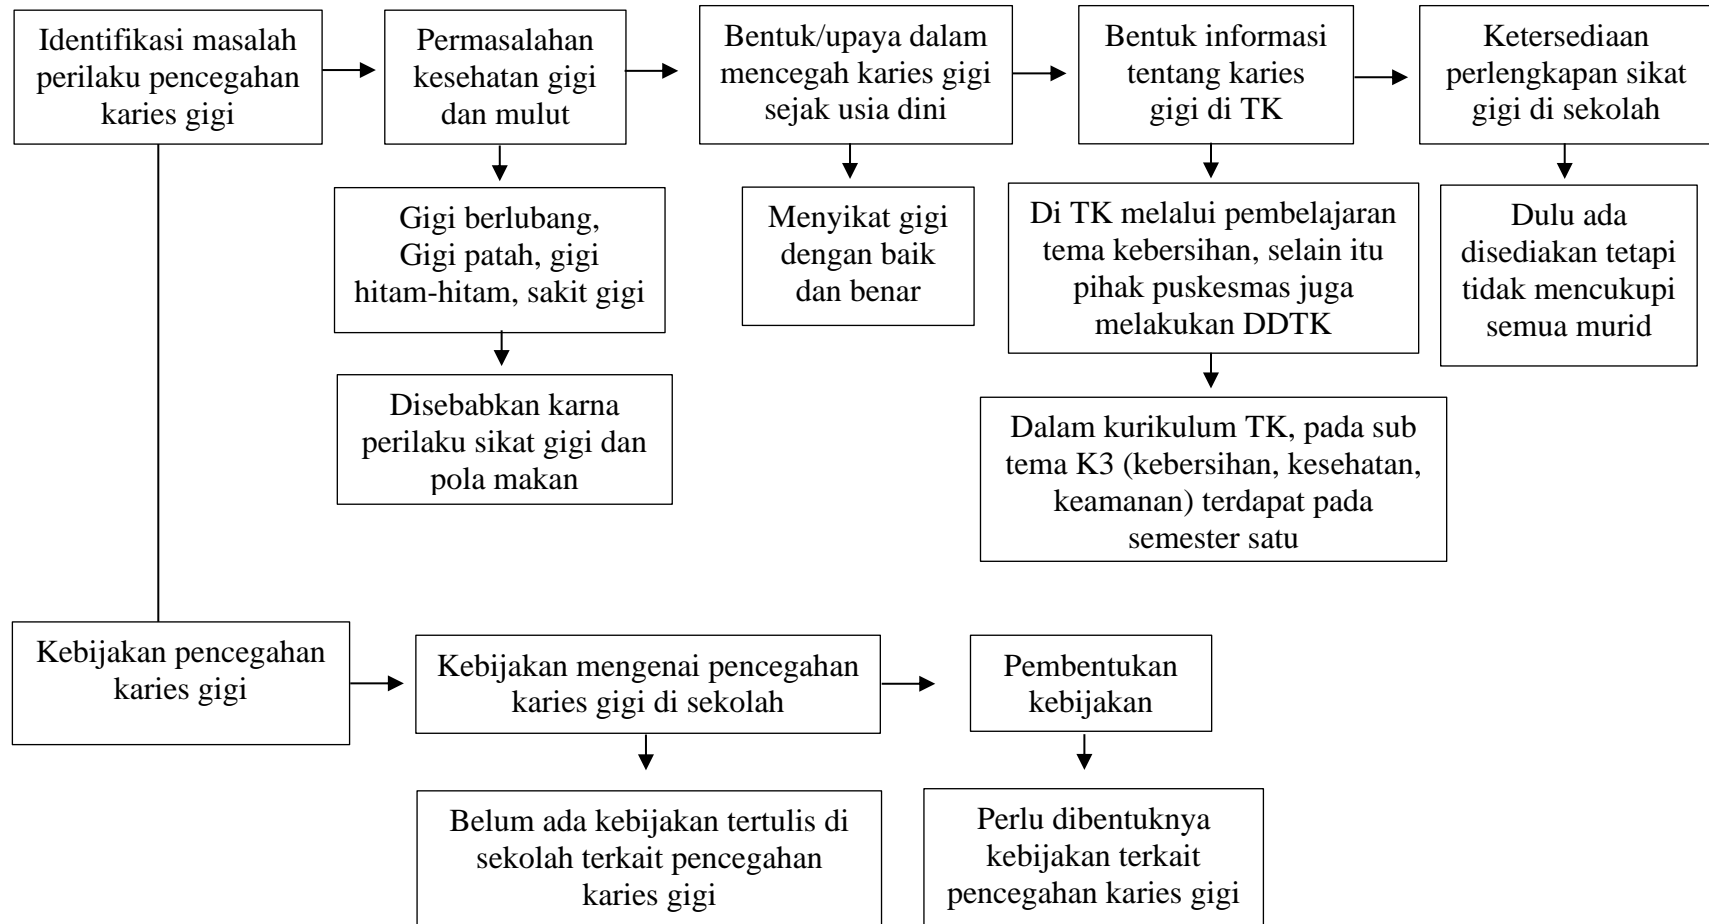 Identifikasi masalah
perilaku pencegahan
karies gigi
Permasalahan
kesehatan gigi
dan mulut
Bentuk/upaya dalam
mencegah karies gigi
sejak usia dini
Bentuk informasi
tentang karies
gigi di TK
Ketersediaan
perlengkapan sikat
gigi di sekolah
Gigi berlubang,
Gigi patah, gigi
hitam-hitam, sakit gigi
Menyikat gigi
dengan baik
dan benar
Di TK melalui pembelajaran
tema kebersihan, selain itu
pihak puskesmas juga
melakukan DDTK
Dulu ada
disediakan tetapi
tidak mencukupi
semua murid
Disebabkan karna
perilaku sikat gigi dan
pola makan
Dalam kurikulum TK, pada sub
tema K3 (kebersihan, kesehatan,
keamanan) terdapat pada
semester satu
Kebijakan pencegahan
karies gigi
Kebijakan mengenai pencegahan
karies gigi di sekolah
Pembentukan
kebijakan
Belum ada kebijakan tertulis di
sekolah terkait pencegahan
karies gigi
Perlu dibentuknya
kebijakan terkait
pencegahan karies gigi